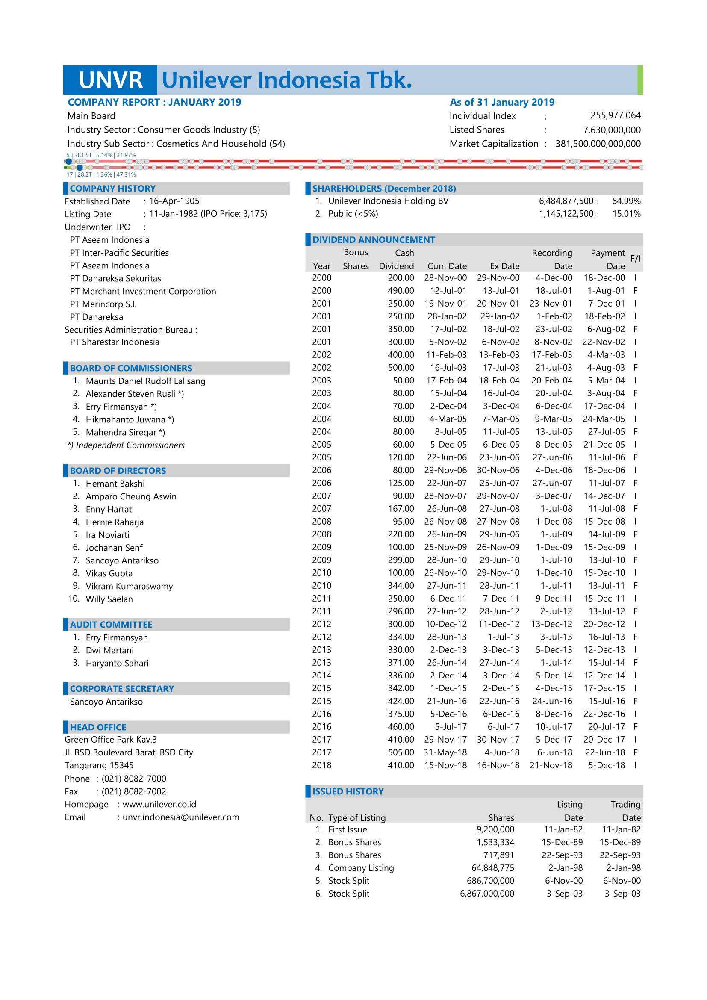 UNVR Unilever Indonesia Tbk.
COMPANY REPORT : JANUARY 2019
Main Board
Industry Sector : Consumer Goods Industry (5)
Industry Sub Sector : Cosmetics And Household (54)
As of 31 January 2019
Individual Index : 255,977.064
Listed Shares : 7,630,000,000
Market Capitalization : 381,500,000,000,000
5 | 381.5T | 5.14% | 31.97%
17 | 28.2T | 1.36% | 47.31%
COMPANY HISTORY
Established Date : 16-Apr-1905
Listing Date : 11-Jan-1982 (IPO Price: 3,175)
Underwriter IPO :
PT Aseam Indonesia
PT Inter-Pacific Securities
PT Aseam Indonesia
PT Danareksa Sekuritas
PT Merchant Investment Corporation
PT Merincorp S.I.
PT Danareksa
Securities Administration Bureau :
PT Sharestar Indonesia
BOARD OF COMMISSIONERS
1. Maurits Daniel Rudolf Lalisang
2. Alexander Steven Rusli *)
3. Erry Firmansyah *)
4. Hikmahanto Juwana *)
5. Mahendra Siregar *)
*) Independent Commissioners
BOARD OF DIRECTORS
1. Hemant Bakshi
2. Amparo Cheung Aswin
3. Enny Hartati
4. Hernie Raharja
5. Ira Noviarti
6. Jochanan Senf
7. Sancoyo Antarikso
8. Vikas Gupta
9. Vikram Kumaraswamy
10. Willy Saelan
AUDIT COMMITTEE
1. Erry Firmansyah
2. Dwi Martani
3. Haryanto Sahari
CORPORATE SECRETARY
Sancoyo Antarikso
HEAD OFFICE
Green Office Park Kav.3
Jl. BSD Boulevard Barat, BSD City
Tangerang 15345
Phone : (021) 8082-7000
Fax : (021) 8082-7002
Homepage : www.unilever.co.id
Email : unvr.indonesia@unilever.com
SHAREHOLDERS (December 2018)
1. Unilever Indonesia Holding BV 6,484,877,500 : 84.99%
2. Public (<5%) 1,145,122,500 : 15.01%
DIVIDEND ANNOUNCEMENT
Bonus Cash Recording Payment F/I
Year Shares Dividend Cum Date Ex Date Date Date
2000 200.00 28-Nov-00 29-Nov-00 4-Dec-00 18-Dec-00 I
2000 490.00 12-Jul-01 13-Jul-01 18-Jul-01 1-Aug-01 F
2001 250.00 19-Nov-01 20-Nov-01 23-Nov-01 7-Dec-01 I
2001 250.00 28-Jan-02 29-Jan-02 1-Feb-02 18-Feb-02 I
2001 350.00 17-Jul-02 18-Jul-02 23-Jul-02 6-Aug-02 F
2001 300.00 5-Nov-02 6-Nov-02 8-Nov-02 22-Nov-02 I
2002 400.00 11-Feb-03 13-Feb-03 17-Feb-03 4-Mar-03 I
2002 500.00 16-Jul-03 17-Jul-03 21-Jul-03 4-Aug-03 F
2003 50.00 17-Feb-04 18-Feb-04 20-Feb-04 5-Mar-04 I
2003 80.00 15-Jul-04 16-Jul-04 20-Jul-04 3-Aug-04 F
2004 70.00 2-Dec-04 3-Dec-04 6-Dec-04 17-Dec-04 I
2004 60.00 4-Mar-05 7-Mar-05 9-Mar-05 24-Mar-05 I
2004 80.00 8-Jul-05 11-Jul-05 13-Jul-05 27-Jul-05 F
2005 60.00 5-Dec-05 6-Dec-05 8-Dec-05 21-Dec-05 I
2005 120.00 22-Jun-06 23-Jun-06 27-Jun-06 11-Jul-06 F
2006 80.00 29-Nov-06 30-Nov-06 4-Dec-06 18-Dec-06 I
2006 125.00 22-Jun-07 25-Jun-07 27-Jun-07 11-Jul-07 F
2007 90.00 28-Nov-07 29-Nov-07 3-Dec-07 14-Dec-07 I
2007 167.00 26-Jun-08 27-Jun-08 1-Jul-08 11-Jul-08 F
2008 95.00 26-Nov-08 27-Nov-08 1-Dec-08 15-Dec-08 I
2008 220.00 26-Jun-09 29-Jun-06 1-Jul-09 14-Jul-09 F
2009 100.00 25-Nov-09 26-Nov-09 1-Dec-09 15-Dec-09 I
2009 299.00 28-Jun-10 29-Jun-10 1-Jul-10 13-Jul-10 F
2010 100.00 26-Nov-10 29-Nov-10 1-Dec-10 15-Dec-10 I
2010 344.00 27-Jun-11 28-Jun-11 1-Jul-11 13-Jul-11 F
2011 250.00 6-Dec-11 7-Dec-11 9-Dec-11 15-Dec-11 I
2011 296.00 27-Jun-12 28-Jun-12 2-Jul-12 13-Jul-12 F
2012 300.00 10-Dec-12 11-Dec-12 13-Dec-12 20-Dec-12 I
2012 334.00 28-Jun-13 1-Jul-13 3-Jul-13 16-Jul-13 F
2013 330.00 2-Dec-13 3-Dec-13 5-Dec-13 12-Dec-13 I
2013 371.00 26-Jun-14 27-Jun-14 1-Jul-14 15-Jul-14 F
2014 336.00 2-Dec-14 3-Dec-14 5-Dec-14 12-Dec-14 I
2015 342.00 1-Dec-15 2-Dec-15 4-Dec-15 17-Dec-15 I
2015 424.00 21-Jun-16 22-Jun-16 24-Jun-16 15-Jul-16 F
2016 375.00 5-Dec-16 6-Dec-16 8-Dec-16 22-Dec-16 I
2016 460.00 5-Jul-17 6-Jul-17 10-Jul-17 20-Jul-17 F
2017 410.00 29-Nov-17 30-Nov-17 5-Dec-17 20-Dec-17 I
2017 505.00 31-May-18 4-Jun-18 6-Jun-18 22-Jun-18 F
2018 410.00 15-Nov-18 16-Nov-18 21-Nov-18 5-Dec-18 I
ISSUED HISTORY
Listing Trading
No. Type of Listing Shares Date Date
1. First Issue 9,200,000 11-Jan-82 11-Jan-82
2. Bonus Shares 1,533,334 15-Dec-89 15-Dec-89
3. Bonus Shares 717,891 22-Sep-93 22-Sep-93
4. Company Listing 64,848,775 2-Jan-98 2-Jan-98
5. Stock Split 686,700,000 6-Nov-00 6-Nov-00
6. Stock Split 6,867,000,000 3-Sep-03 3-Sep-03